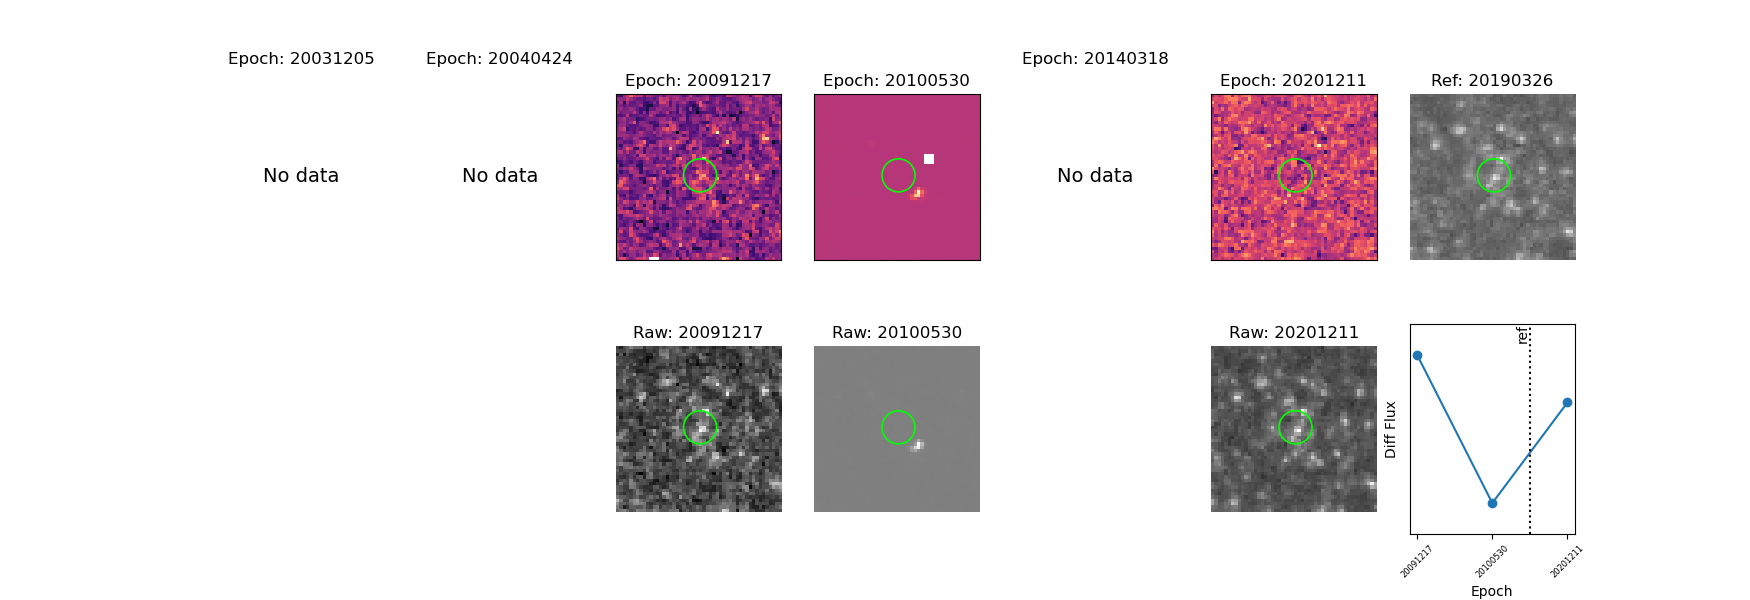 Epoch: 20031205
Epoch: 20040424
Epoch: 20091217
Epoch: 20100530
Epoch: 20140318
Epoch: 20201211
Ref: 20190326
No data
No data
No data
Raw: 20091217
Raw: 20100530
Raw: 20201211
ref
Diff Flux
20091217
20100530
20201211
Epoch